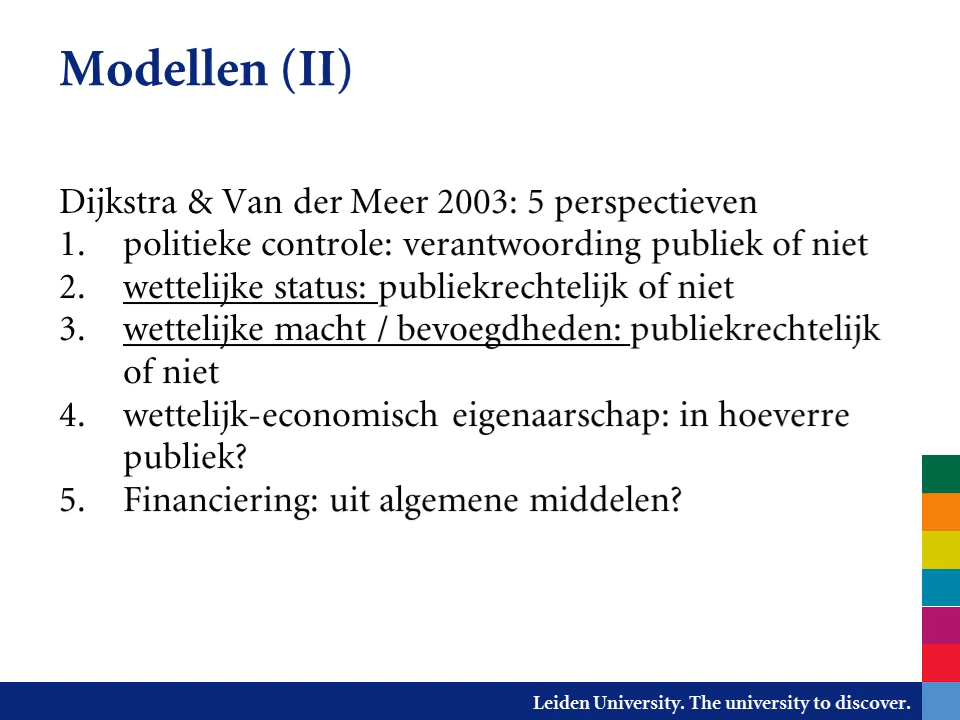 Modellen (II)
Dijkstra & Van der Meer 2003: 5 perspectieven
1. politieke controle: verantwoording publiek of niet
2. wettelijke status: publiekrechtelijk of niet
3. wettelijke macht / bevoegdheden: publiekrechtelijk
of niet
4. wettelijk-economisch eigenaarschap: in hoeverre
publiek?
5. Financiering: uit algemene middelen?
Leiden University. The university to discover.